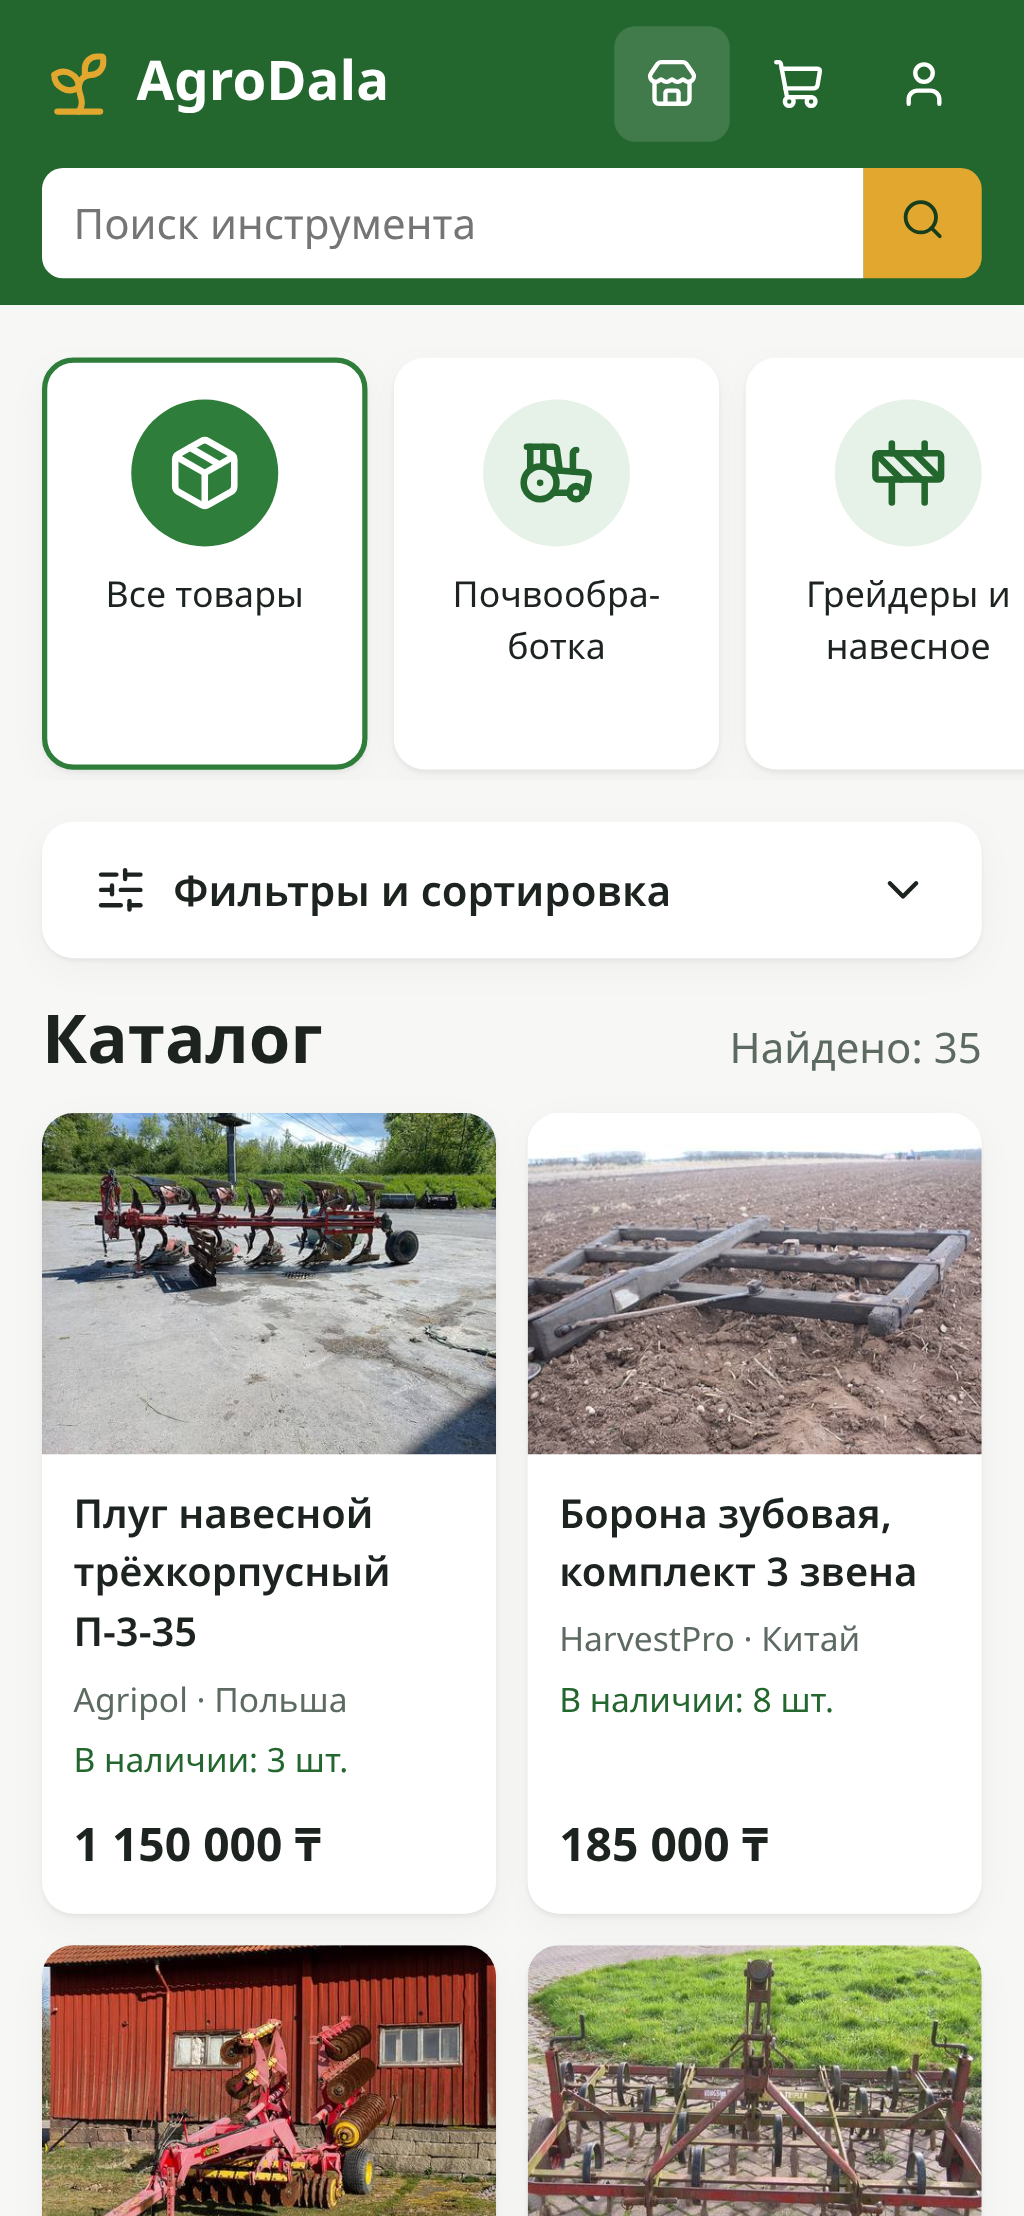 AgroDala
Поиск инструмента
Все товары
Почвообра-
ботка
Грейдеры и
навесное
Фильтры и сортировка
Каталог
Найдено: 35
Плуг навесной
трёхкорпусный
П-3-35
Agripol · Польша
В наличии: 3 шт.
1 150 000 ₸
Борона зубовая,
комплект 3 звена
HarvestPro · Китай
В наличии: 8 шт.
185 000 ₸